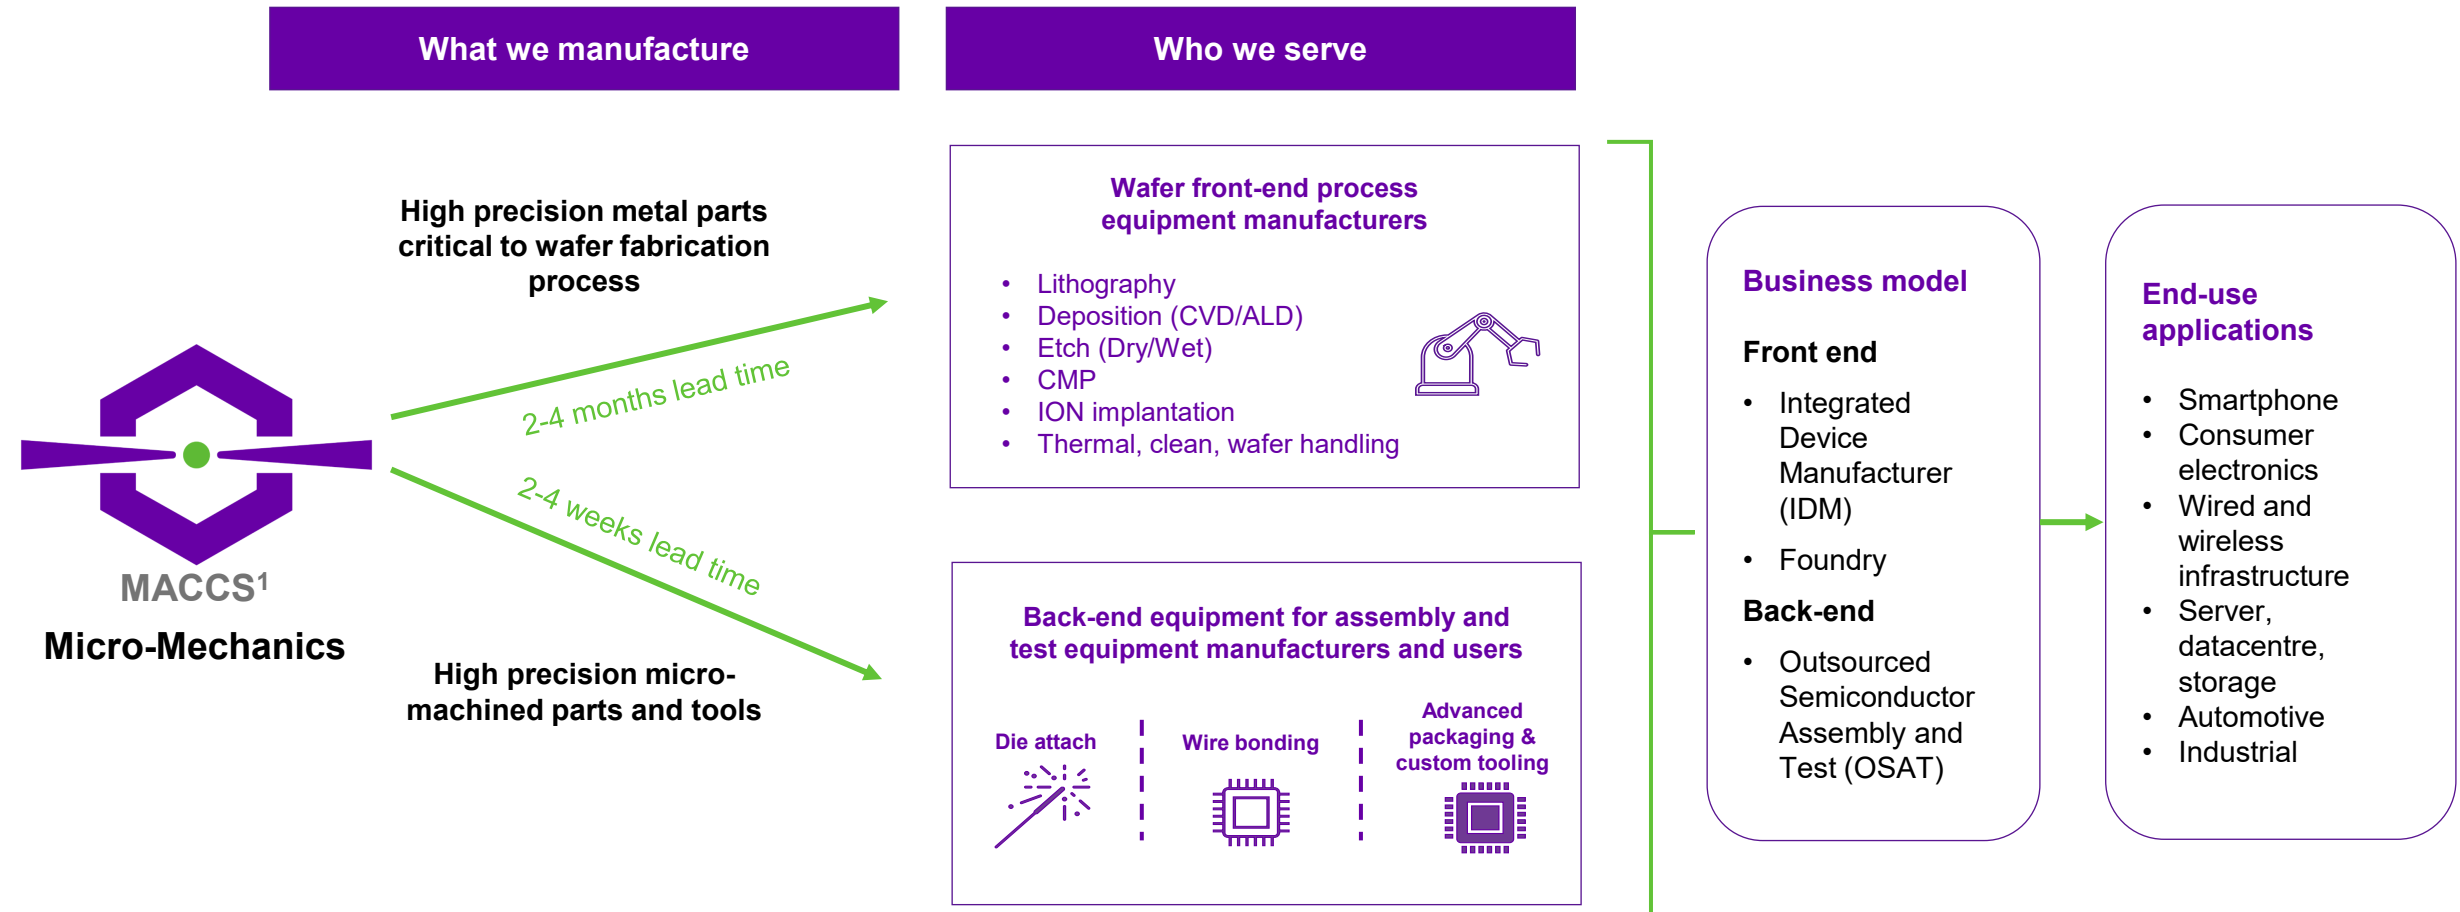 What we manufacture
Who we serve
High precision metal parts
critical to wafer fabrication
process
2-4 months lead time
2-4 weeks lead time
MACCS¹
Micro-Mechanics
High precision micro-
machined parts and tools
Wafer front-end process
equipment manufacturers
• Lithography
• Deposition (CVD/ALD)
• Etch (Dry/Wet)
• CMP
• ION implantation
• Thermal, clean, wafer handling
Back-end equipment for assembly and
test equipment manufacturers and users
Die attach
Wire bonding
Advanced
packaging &
custom tooling
Business model
Front end
• Integrated
Device
Manufacturer
(IDM)
• Foundry
Back-end
• Outsourced
Semiconductor
Assembly and
Test (OSAT)
End-use
applications
• Smartphone
• Consumer
electronics
• Wired and
wireless
infrastructure
• Server,
datacentre,
storage
• Automotive
• Industrial